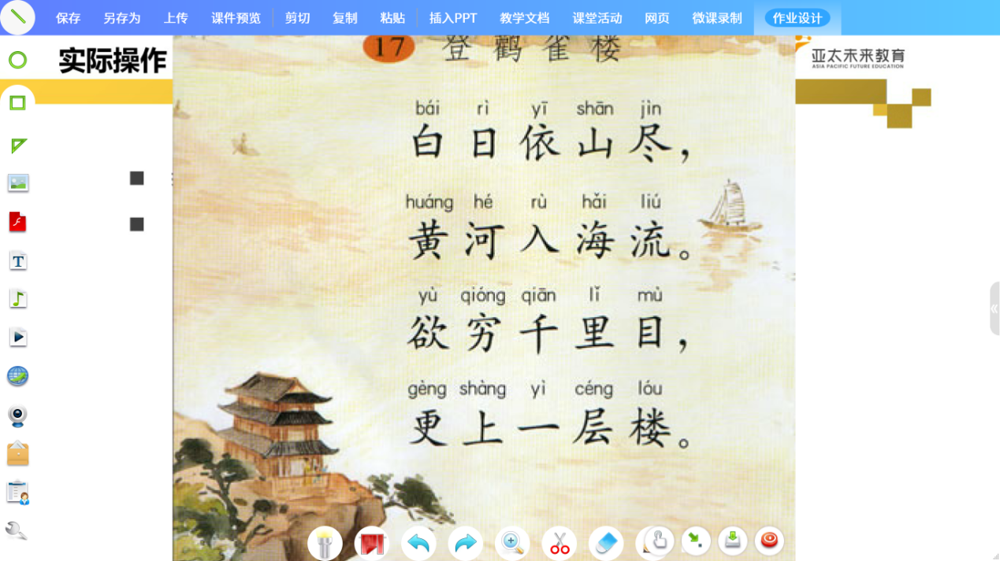 保存 另存为 上传 课件预览 剪切 复制 粘贴 插入PPT 教学文档 课堂活动 网页 微课录制 作业设计
实际操作
亚太未来教育
ASIA PACIFIC FUTURE EDUCATION
17 登鹳雀楼
bái rì yī shān jìn
白日依山尽，
huáng hé rù hǎi liú
黄河入海流。
yù qióng qiān lǐ mù
欲穷千里目，
gèng shàng yì céng lóu
更上一层楼。
T